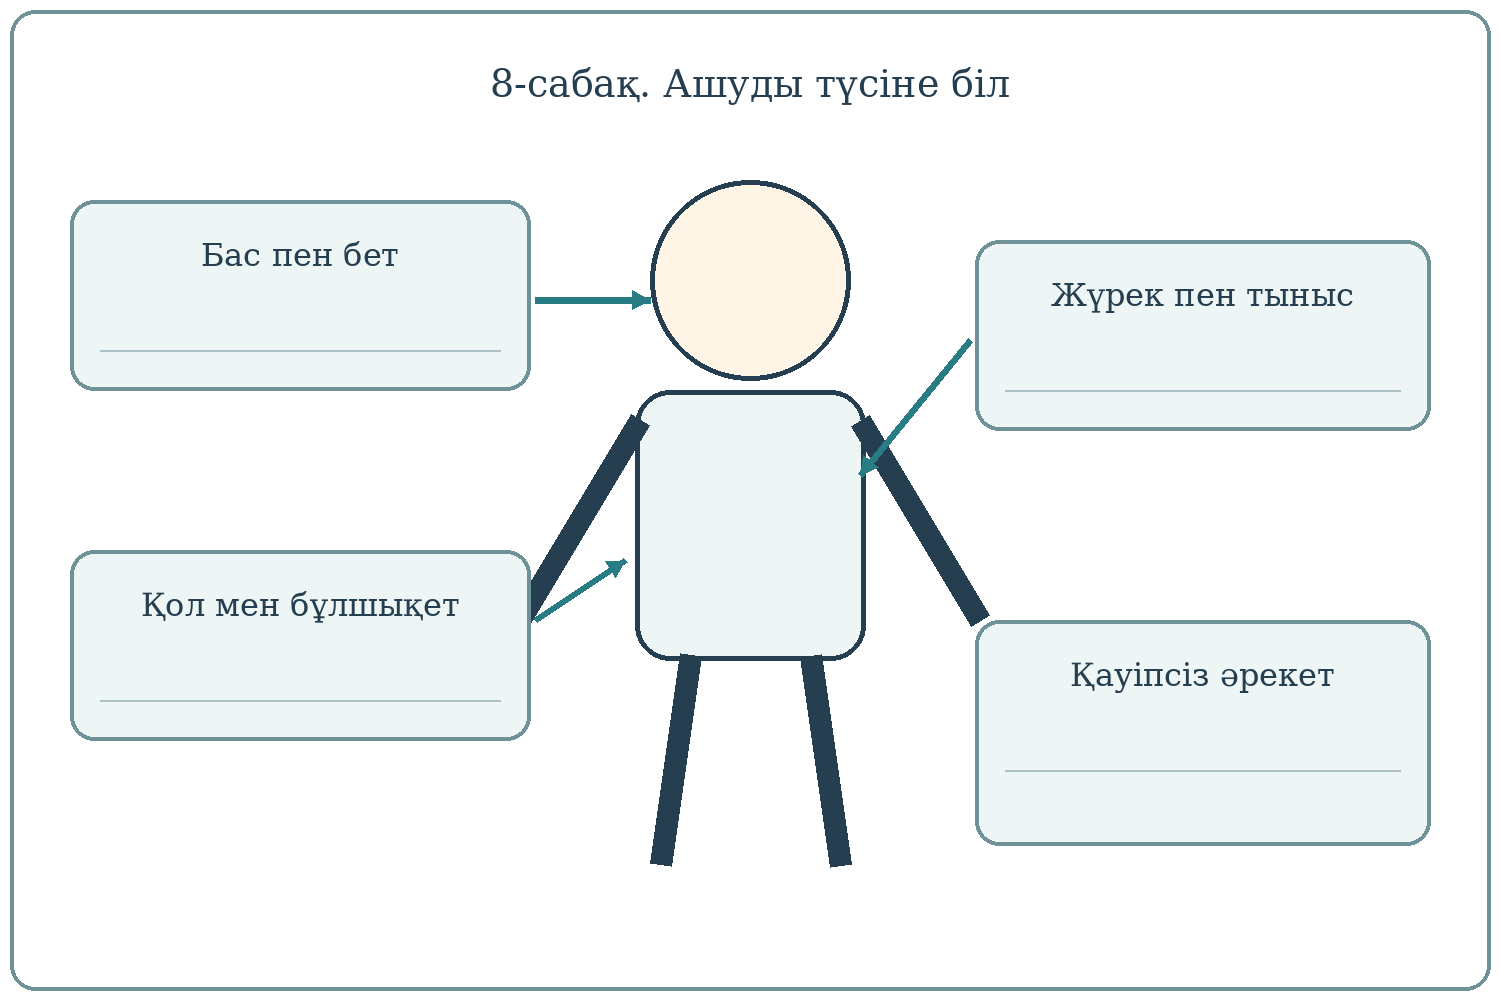 8-сабақ. Ашуды түсіне біл
Бас пен бет
Жүрек пен тыныс
Қол мен бұлшықет
Қауіпсіз әрекет